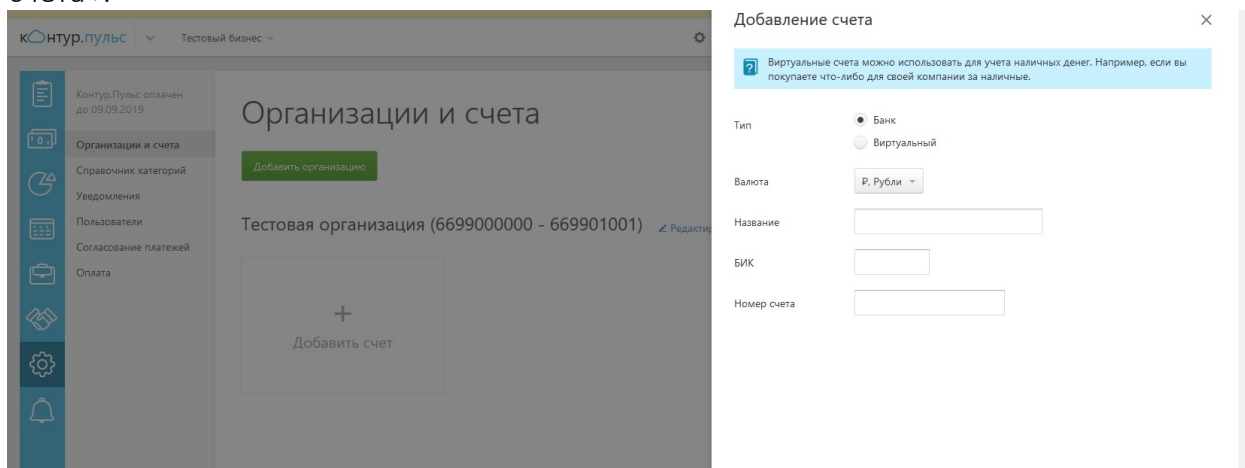 контур.пульс
Тестовый бизнес
Контур.Пульс оплачен
до 09.09.2019
Организации и счета
Справочник категорий
Уведомления
Пользователи
Согласование платежей
Оплата
Организации и счета
Добавить организацию
Тестовая организация (6699000000 - 669901001)
Редактир
+
Добавить счет
Добавление счета
Виртуальные счета можно использовать для учета наличных денег. Например, если вы
покупаете что-либо для своей компании за наличные.
Тип
Банк
Виртуальный
Валюта
₽, Рубли
Название
БИК
Номер счета